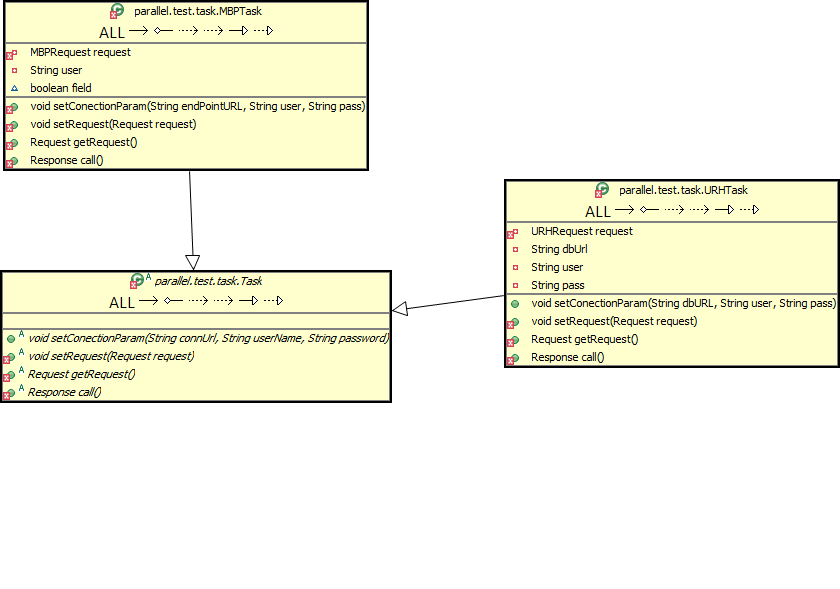 parallel.test.task.MBPTask
ALL
MBPRequest request
String user
boolean field
void setConectionParam(String endPointURL, String user, String pass)
void setRequest(Request request)
Request getRequest()
Response call()
parallel.test.task.URHTask
ALL
URHRequest request
String dbUrl
String user
String pass
void setConectionParam(String dbURL, String user, String pass)
void setRequest(Request request)
Request getRequest()
Response call()
A parallel.test.task.Task
ALL
A void setConectionParam(String connUrl, String userName, String password)
A void setRequest(Request request)
A Request getRequest()
A Response call()